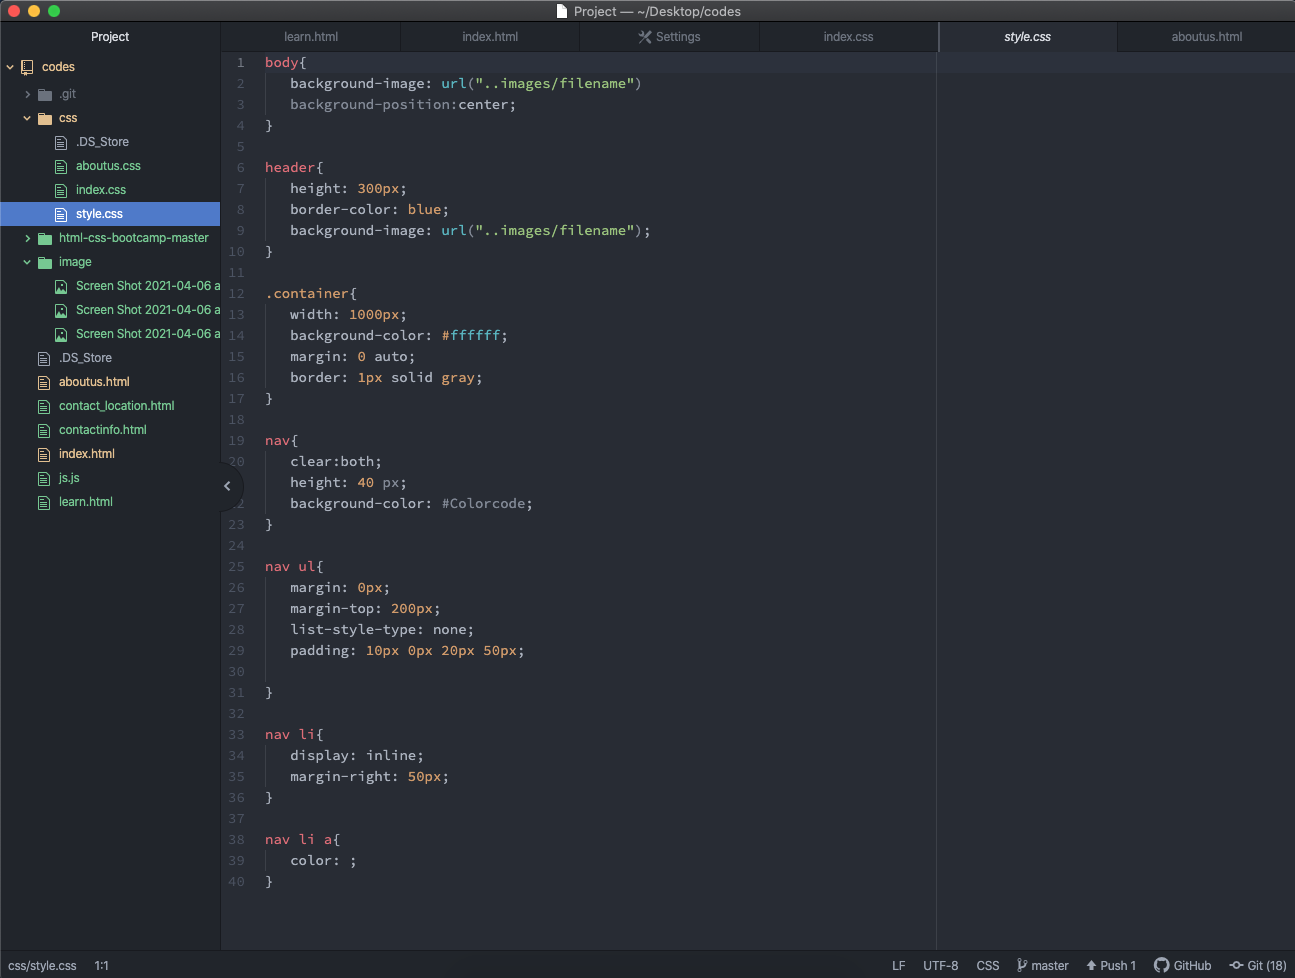 Project — ~/Desktop/codes
Project
learn.html
index.html
Settings
index.css
style.css
aboutus.html
codes
.git
css
.DS_Store
aboutus.css
index.css
style.css
html-css-bootcamp-master
image
Screen Shot 2021-04-06 a
Screen Shot 2021-04-06 a
Screen Shot 2021-04-06 a
.DS_Store
aboutus.html
contact_location.html
contactinfo.html
index.html
js.js
learn.html
1 body{
2 background-image: url("..images/filename")
3 background-position:center;
4 }
5
6 header{
7 height: 300px;
8 border-color: blue;
9 background-image: url("..images/filename");
10 }
11
12 .container{
13 width: 1000px;
14 background-color: #ffffff;
15 margin: 0 auto;
16 border: 1px solid gray;
17 }
18
19 nav{
20 clear:both;
height: 40 px;
22 background-color: #Colorcode;
23 }
24
25 nav ul{
26 margin: 0px;
27 margin-top: 200px;
28 list-style-type: none;
29 padding: 10px 0px 20px 50px;
30
31 }
32
33 nav li{
34 display: inline;
35 margin-right: 50px;
36 }
37
38 nav li a{
39 color: ;
40 }
css/style.css 1:1
LF UTF-8 CSS master Push 1 GitHub Git (18)